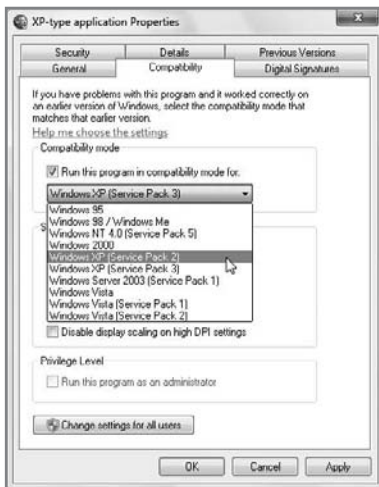 XP-type application Properties
Security Details Previous Versions
General Compatibility Digital Signatures
If you have problems with this program and it worked correctly on
an earlier version of Windows, select the compatibility mode that
matches that earlier version.
Help me choose the settings
Compatibility mode
Run this program in compatibility mode for:
Windows XP (Service Pack 3)
Windows 95
Windows 98 / Windows Me
Windows NT 4.0 (Service Pack 5)
Windows 2000
Windows XP (Service Pack 2)
Windows XP (Service Pack 3)
Windows Server 2003 (Service Pack 1)
Windows Vista
Windows Vista (Service Pack 1)
Windows Vista (Service Pack 2)
Disable display scaling on high DPI settings
Privilege Level
Run this program as an administrator
Change settings for all users
OK Cancel Apply